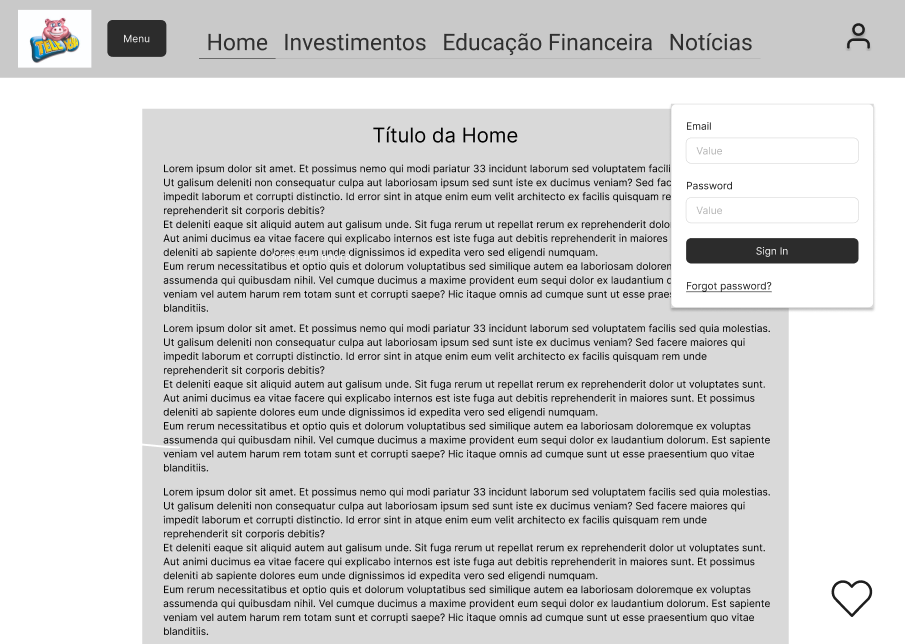 Menu
Home Investimentos Educação Financeira Notícias
Título da Home
Lorem ipsum dolor sit amet. Et possimus nemo qui modi pariatur 33 incidunt laborum sed voluptatem facili
Ut galisum deleniti non consequatur culpa aut laboriosam ipsum sed sunt iste ex ducimus veniam? Sed fac
impedit laborum et corrupti distinctio. Id error sint in atque enim eum velit architecto ex facilis quisquam re
reprehenderit sit corporis debitis?
Et deleniti eaque sit aliquid autem aut galisum unde. Sit fuga rerum ut repellat rerum ex reprehenderit dolo
Aut animi ducimus ea vitae facere qui explicabo internos est iste fuga aut debitis reprehenderit in maiores
deleniti ab sapiente dolores eum unde dignissimos id expedita vero sed eligendi numquam.
Eum rerum necessitatibus et optio quis et dolorum voluptatibus sed similique autem ea laboriosam dolorem
assumenda qui quibusdam nihil. Vel cumque ducimus a maxime provident eum sequi dolor ex laudantium
veniam vel autem harum rem totam sunt et corrupti saepe? Hic itaque omnis ad cumque sunt ut esse praes
blanditiis.
Email
Value
Password
Value
Sign In
Forgot password?
Lorem ipsum dolor sit amet. Et possimus nemo qui modi pariatur 33 incidunt laborum sed voluptatem facilis sed quia molestias.
Ut galisum deleniti non consequatur culpa aut laboriosam ipsum sed sunt iste ex ducimus veniam? Sed facere maiores qui
impedit laborum et corrupti distinctio. Id error sint in atque enim eum velit architecto ex facilis quisquam rem unde
reprehenderit sit corporis debitis?
Et deleniti eaque sit aliquid autem aut galisum unde. Sit fuga rerum ut repellat rerum ex reprehenderit dolor ut voluptates sunt.
Aut animi ducimus ea vitae facere qui explicabo internos est iste fuga aut debitis reprehenderit in maiores sunt. Et possimus
deleniti ab sapiente dolores eum unde dignissimos id expedita vero sed eligendi numquam.
Eum rerum necessitatibus et optio quis et dolorum voluptatibus sed similique autem ea laboriosam doloremque ex voluptas
assumenda qui quibusdam nihil. Vel cumque ducimus a maxime provident eum sequi dolor ex laudantium dolorum. Est sapiente
veniam vel autem harum rem totam sunt et corrupti saepe? Hic itaque omnis ad cumque sunt ut esse praesentium quo vitae
blanditiis.
Lorem ipsum dolor sit amet. Et possimus nemo qui modi pariatur 33 incidunt laborum sed voluptatem facilis sed quia molestias.
Ut galisum deleniti non consequatur culpa aut laboriosam ipsum sed sunt iste ex ducimus veniam? Sed facere maiores qui
impedit laborum et corrupti distinctio. Id error sint in atque enim eum velit architecto ex facilis quisquam rem unde
reprehenderit sit corporis debitis?
Et deleniti eaque sit aliquid autem aut galisum unde. Sit fuga rerum ut repellat rerum ex reprehenderit dolor ut voluptates sunt.
Aut animi ducimus ea vitae facere qui explicabo internos est iste fuga aut debitis reprehenderit in maiores sunt. Et possimus
deleniti ab sapiente dolores eum unde dignissimos id expedita vero sed eligendi numquam.
Eum rerum necessitatibus et optio quis et dolorum voluptatibus sed similique autem ea laboriosam doloremque ex voluptas
assumenda qui quibusdam nihil. Vel cumque ducimus a maxime provident eum sequi dolor ex laudantium dolorum. Est sapiente
veniam vel autem harum rem totam sunt et corrupti saepe? Hic itaque omnis ad cumque sunt ut esse praesentium quo vitae
blanditiis.